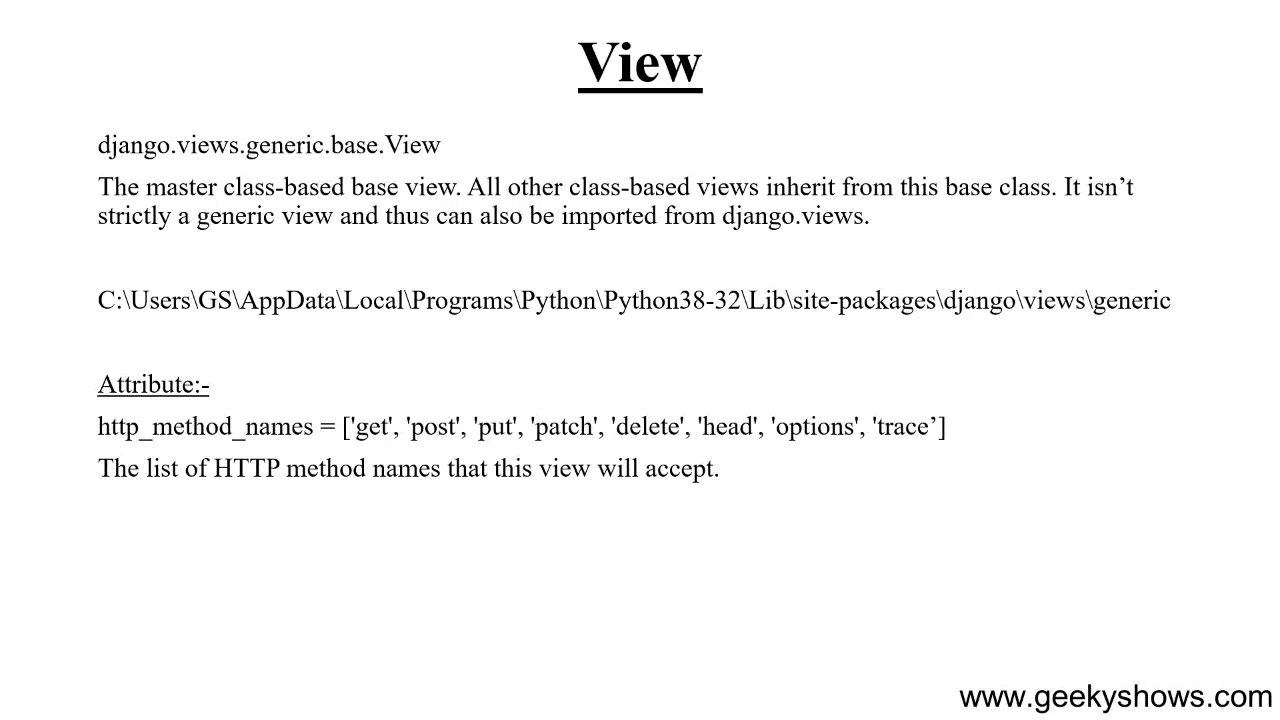 View
django.views.generic.base.View
The master class-based base view. All other class-based views inherit from this base class. It isn’t
strictly a generic view and thus can also be imported from django.views.
C:\Users\GS\AppData\Local\Programs\Python\Python38-32\Lib\site-packages\django\views\generic
Attribute:-
http_method_names = ['get', 'post', 'put', 'patch', 'delete', 'head', 'options', 'trace’]
The list of HTTP method names that this view will accept.
www.geekyshows.com